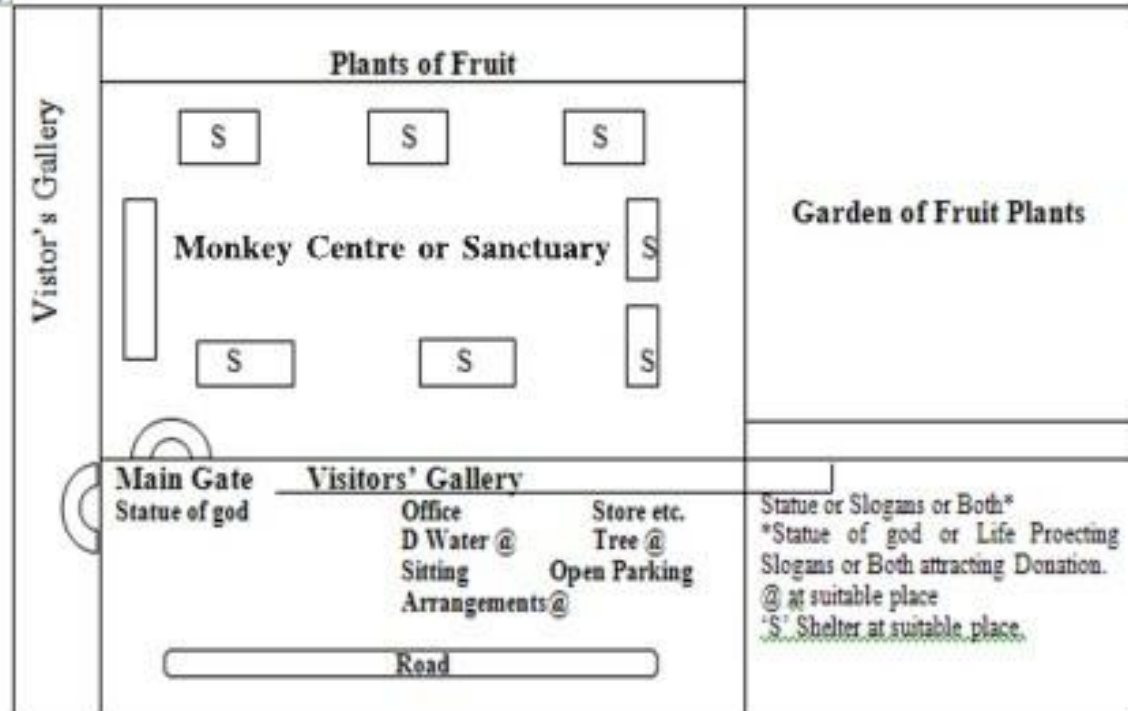 Plants of Fruit
Vistor's Gallery
S
S
S
Garden of Fruit Plants
Monkey Centre or Sanctuary
S
S
S
S
Main Gate
Visitors' Gallery
Statue of god
Office
Store etc.
D Water @
Tree @
Sitting
Open Parking
Arrangements@
Road
Statue or Slogans or Both*
*Statue of god or Life Proecting
Slogans or Both attracting Donation.
@ at suitable place
'S' Shelter at suitable place.